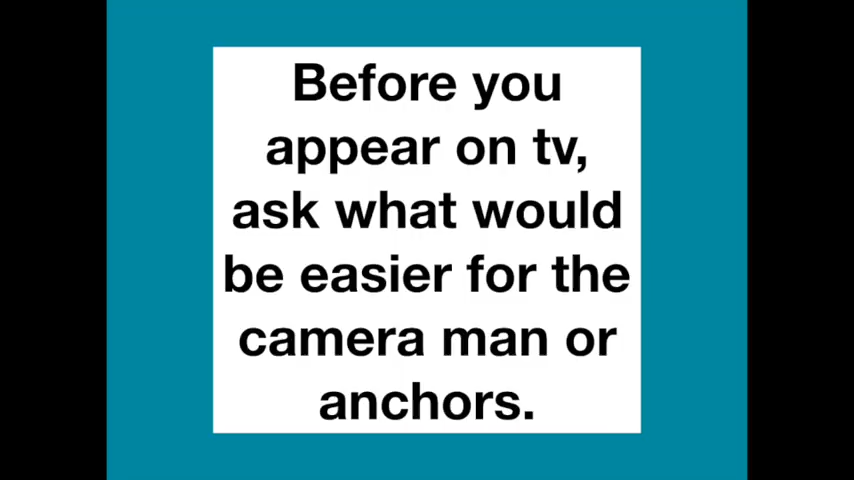 Before you
appear on tv,
ask what would
be easier for the
camera man or
anchors.